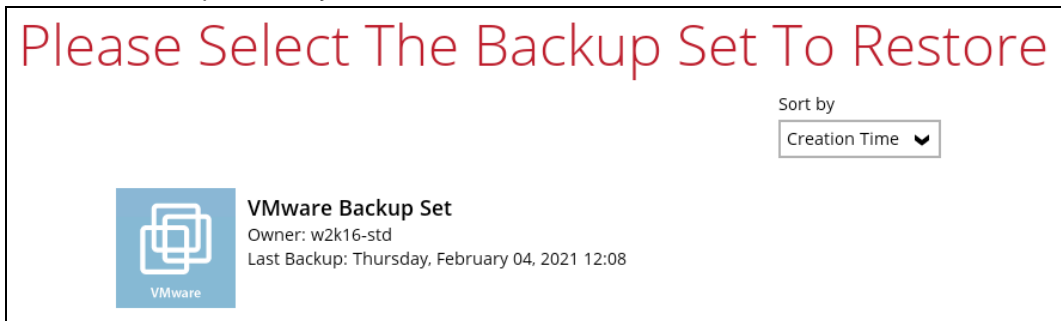 Please Select The Backup Set To Restore
Sort by
Creation Time
VMware Backup Set
Owner: w2k16-std
Last Backup: Thursday, February 04, 2021 12:08
VMware